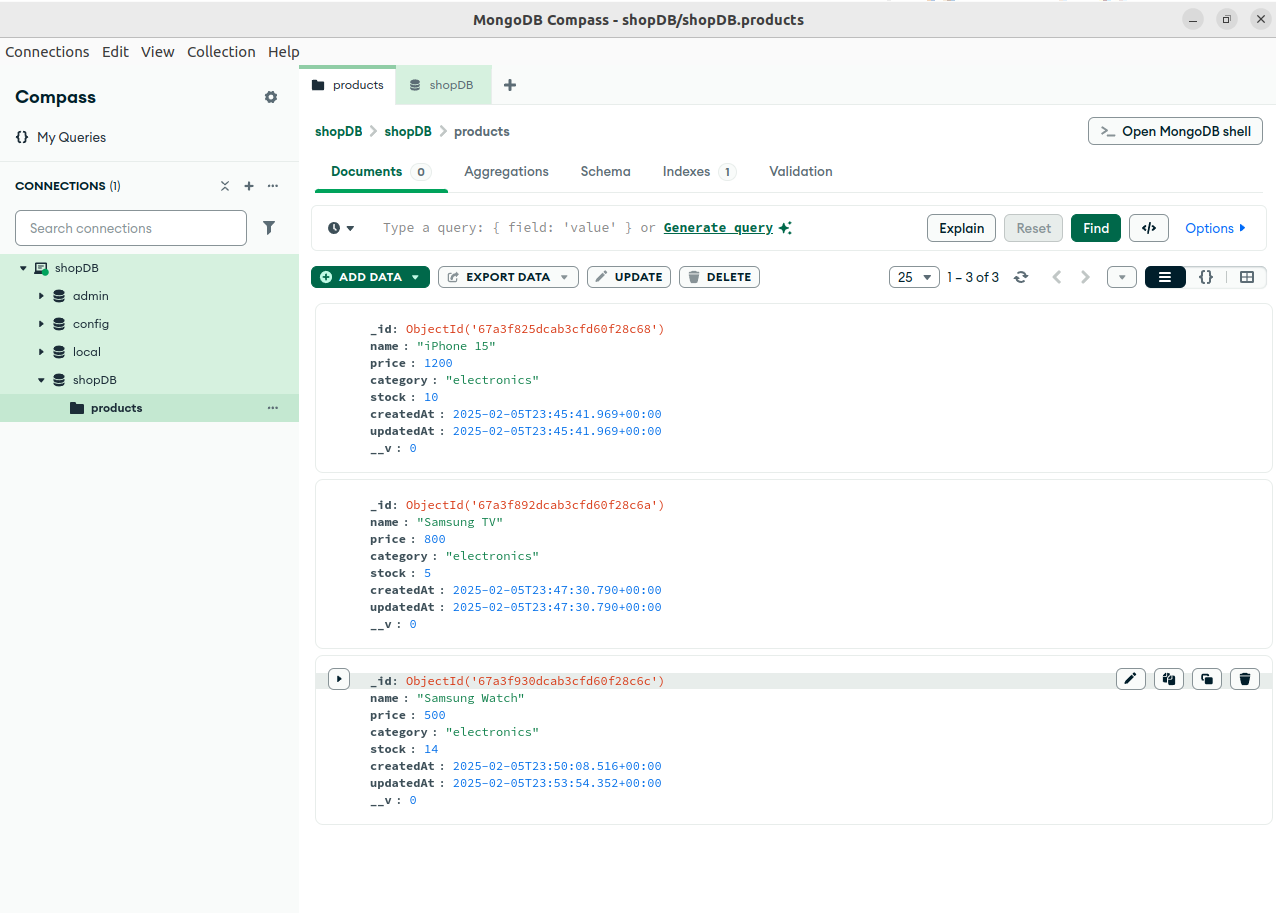 MongoDB Compass - shopDB/shopDB.products
Connections Edit View Collection Help
Compass
{} My Queries
CONNECTIONS (1)
Search connections
shopDB
admin
config
local
shopDB
products
products shopDB
shopDB > shopDB > products
>_ Open MongoDB shell
Documents 0 Aggregations Schema Indexes 1 Validation
Type a query: { field: 'value' } or Generate query
Explain Reset Find </> Options
ADD DATA EXPORT DATA UPDATE DELETE
25 1 – 3 of 3 {}
_id: ObjectId('67a3f825dcab3cfd60f28c68')
name : "iPhone 15"
price : 1200
category : "electronics"
stock : 10
createdAt : 2025-02-05T23:45:41.969+00:00
updatedAt : 2025-02-05T23:45:41.969+00:00
__v : 0
_id: ObjectId('67a3f892dcab3cfd60f28c6a')
name : "Samsung TV"
price : 800
category : "electronics"
stock : 5
createdAt : 2025-02-05T23:47:30.790+00:00
updatedAt : 2025-02-05T23:47:30.790+00:00
__v : 0
_id: ObjectId('67a3f930dcab3cfd60f28c6c')
name : "Samsung Watch"
price : 500
category : "electronics"
stock : 14
createdAt : 2025-02-05T23:50:08.516+00:00
updatedAt : 2025-02-05T23:53:54.352+00:00
__v : 0